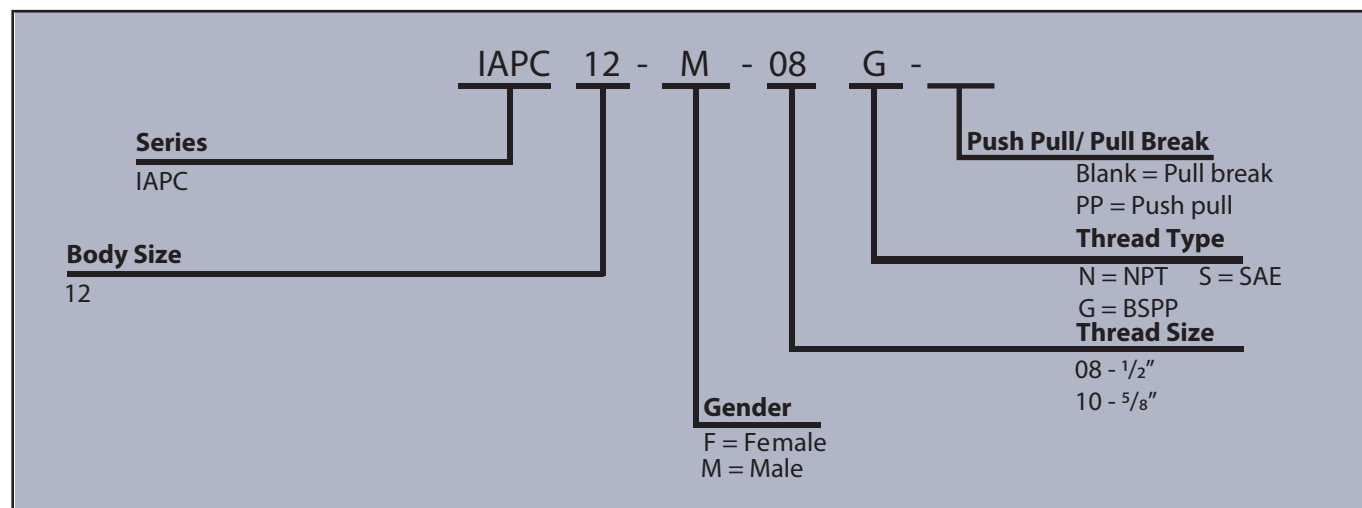 IAPC 12 - M - 08 G -
Series
IAPC
Body Size
12
Push Pull/ Pull Break
Blank = Pull break
PP = Push pull
Thread Type
N = NPT S = SAE
G = BSPP
Thread Size
08 - 1/2"
10 - 5/8"
Gender
F = Female
M = Male